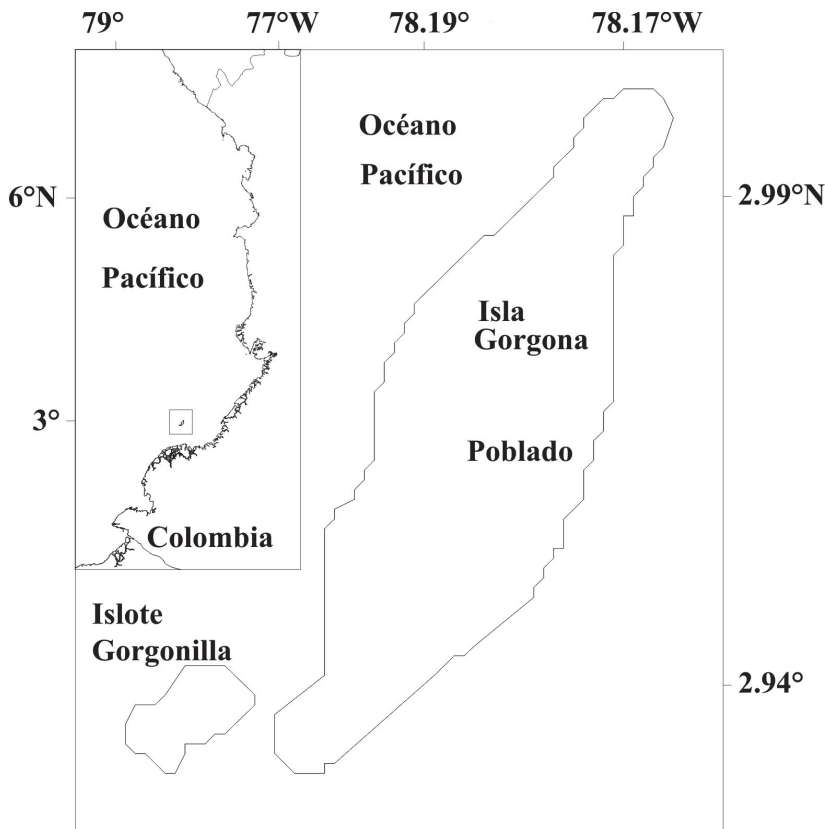 79°
77°W
78.19°
78.17°W
Océano
Pacífico
6°N
2.99°N
Océano
Pacífico
Isla
Gorgona
3°
Poblado
Colombia
Islote
Gorgonilla
2.94°